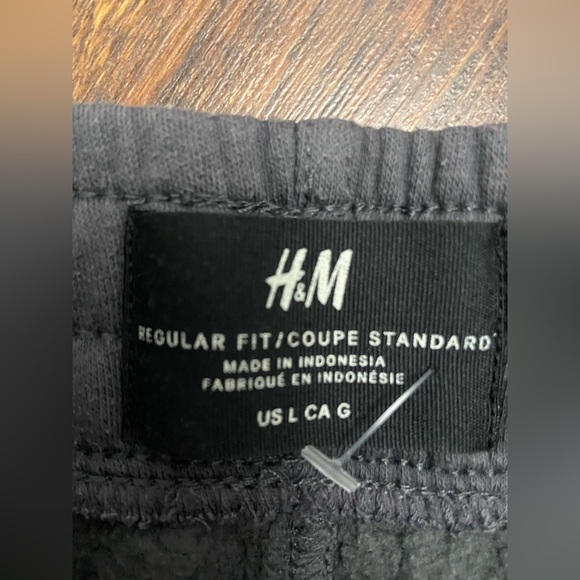 H&M
REGULAR FIT/COUPE STANDARD
MADE IN INDONESIA
FABRIQUÉ EN INDONÉSIE
US L CA G